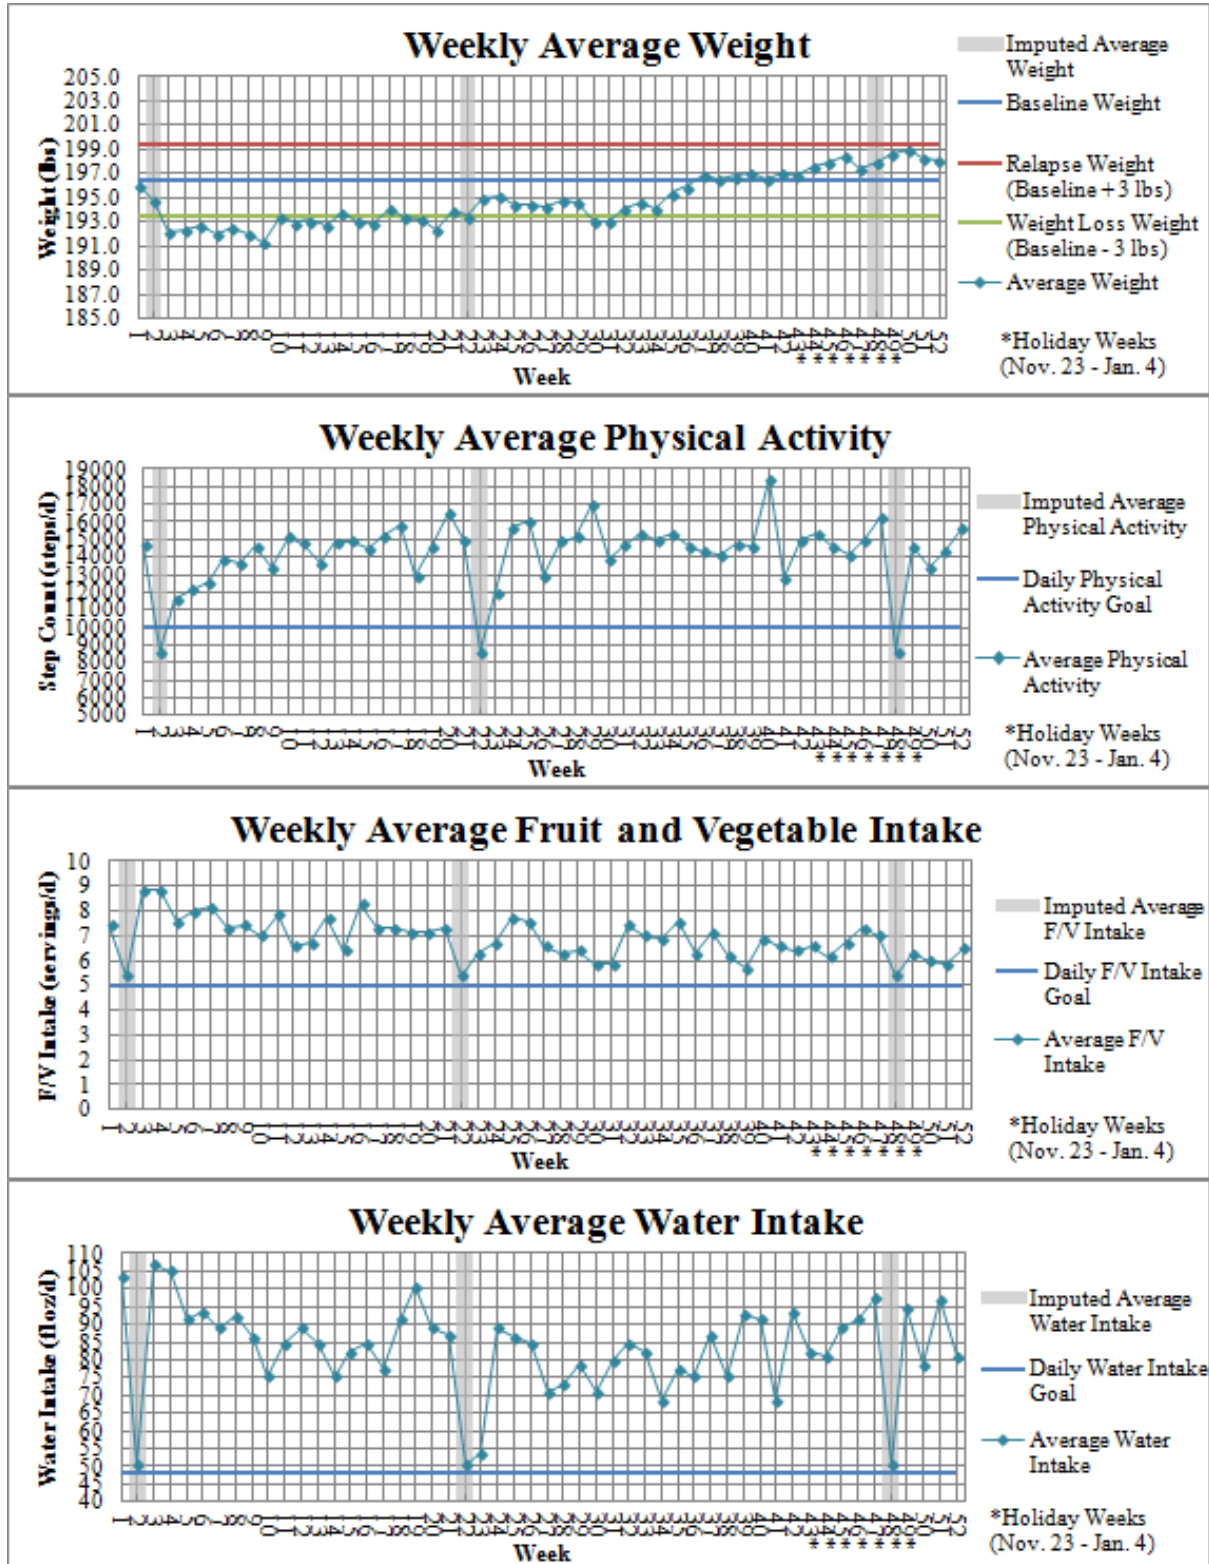 Weekly Average Weight
Weight (lbs)
205.0
203.0
201.0
199.0
197.0
195.0
193.0
191.0
189.0
187.0
185.0
Week
Imputed Average
Weight
Baseline Weight
Relapse Weight
(Baseline + 3 lbs)
Weight Loss Weight
(Baseline - 3 lbs)
Average Weight
*Holiday Weeks
(Nov. 23 - Jan. 4)
Weekly Average Physical Activity
Step Count (steps/d)
19000
18000
17000
16000
15000
14000
13000
12000
11000
10000
9000
8000
7000
6000
5000
Week
Imputed Average
Physical Activity
Daily Physical
Activity Goal
Average Physical
Activity
*Holiday Weeks
(Nov. 23 - Jan. 4)
Weekly Average Fruit and Vegetable Intake
F/V Intake (servings/d)
10
9
8
7
6
5
4
3
2
1
0
Week
Imputed Average
F/V Intake
Daily F/V Intake
Goal
Average F/V
Intake
*Holiday Weeks
(Nov. 23 - Jan. 4)
Weekly Average Water Intake
Water Intake (fl oz/d)
110
105
100
95
90
85
80
75
70
65
60
55
50
45
40
Week
Imputed Average
Water Intake
Daily Water Intake
Goal
Average Water
Intake
*Holiday Weeks
(Nov. 23 - Jan. 4)